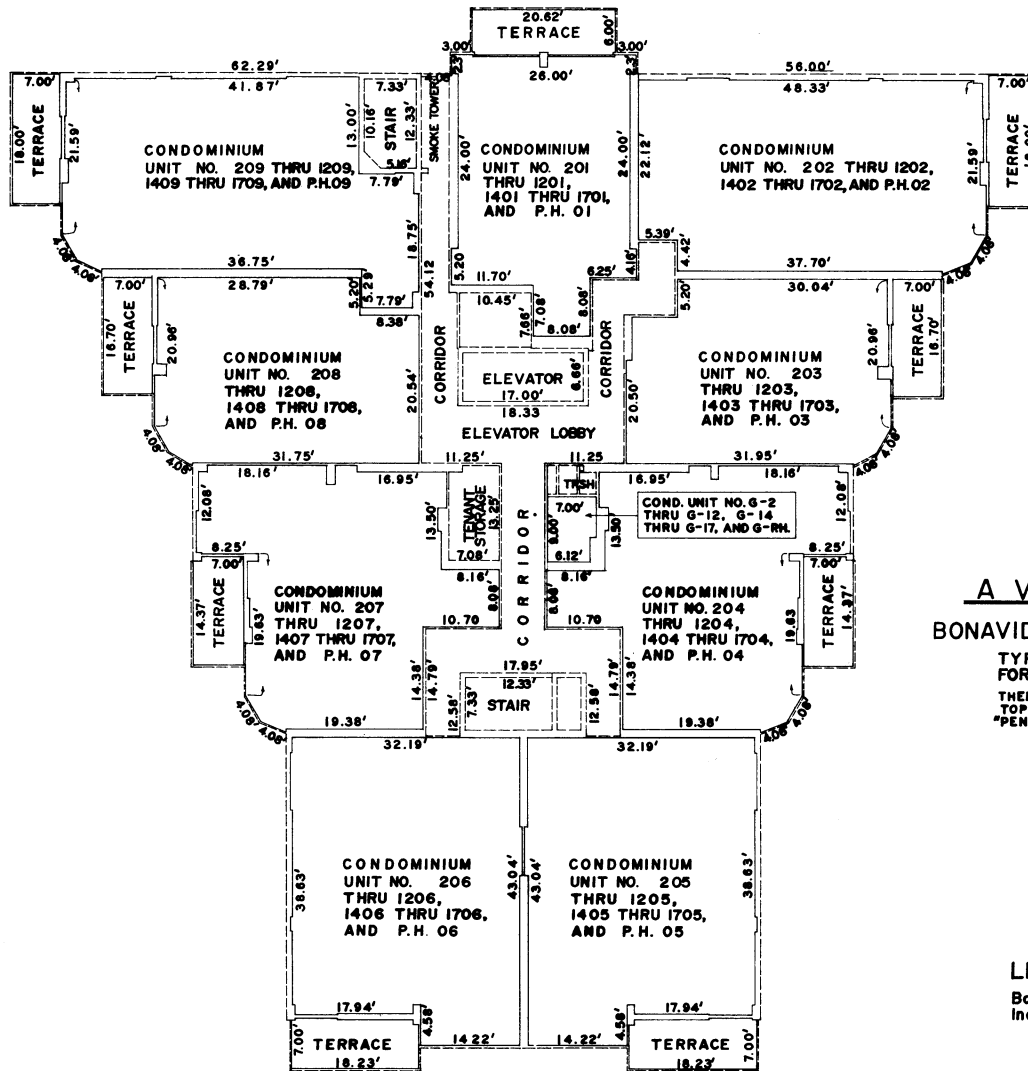 20.62'
TERRACE
6.00'
3.00'
3.00'
2.3'
2.3'
26.00'
62.29'
41.87'
7.00'
18.00'
TERRACE
21.59'
CONDOMINIUM
UNIT NO. 209 THRU 1209,
1409 THRU 1709, AND P.H.09
13.00'
7.33'
10.16'
STAIR
12.33'
5.16'
7.79'
4.08'
SMOKE TOWER
24.00'
CONDOMINIUM
UNIT NO. 201
THRU 1201,
1401 THRU 1701,
AND P.H. 01
24.00'
22.12'
56.00'
48.33'
CONDOMINIUM
UNIT NO. 202 THRU 1202,
1402 THRU 1702, AND P.H.02
21.59'
7.00'
TERRACE
4.08'
4.08'
36.75'
18.75'
54.12
5.20
11.70'
6.25'
4.16'
5.39'
4.42'
37.70'
4.08'
4.08'
7.00'
28.79'
5.20'
5.29'
7.79'
8.38'
10.45'
7.66'
7.08'
8.08'
8.08'
5.20'
30.04'
7.00'
16.70'
TERRACE
20.96'
CONDOMINIUM
UNIT NO. 208
THRU 1208,
1408 THRU 1708,
AND P.H. 08
20.54'
CORRIDOR
ELEVATOR
6.66'
17.00'
18.33
CORRIDOR
20.50'
CONDOMINIUM
UNIT NO. 203
THRU 1203,
1403 THRU 1703,
AND P.H. 03
20.96'
TERRACE
16.70'
ELEVATOR LOBBY
4.08'
4.08'
31.75'
11.25'
11.25
31.95'
4.08'
4.08'
18.16'
16.95'
16.95'
18.16'
12.08'
13.50'
TENANT
STORAGE
13.25'
7.08'
TRSH
7.00'
9.00'
6.12'
13.50'
COND. UNIT NO. G-2
THRU G-12, G-14
THRU G-17, AND G-RH.
12.08'
8.25'
8.16'
8.16'
8.25'
7.00'
14.37'
TERRACE
19.63'
CONDOMINIUM
UNIT NO. 207
THRU 1207,
1407 THRU 1707,
AND P.H. 07
8.08'
10.70
CORRIDOR.
8.08'
10.70
CONDOMINIUM
UNIT NO. 204
THRU 1204,
1404 THRU 1704,
AND P.H. 04
19.63
7.00'
TERRACE
14.37'
A V
BONAVID
TYP
FOR
THE
TOP
"PEN
17.95'
14.38'
14.79'
12.58'
7.33'
12.33'
STAIR
12.58'
14.79'
14.38'
4.08'
4.08'
19.38'
19.38'
4.08'
4.08'
32.19'
32.19'
38.63'
CONDOMINIUM
UNIT NO. 206
THRU 1206,
1406 THRU 1706,
AND P.H. 06
43.04'
43.04'
CONDOMINIUM
UNIT NO. 205
THRU 1205,
1405 THRU 1705,
AND P.H. 05
38.63'
17.94'
4.58'
4.58'
17.94'
7.00'
TERRACE
18.23'
14.22'
14.22'
TERRACE
18.23'
7.00'